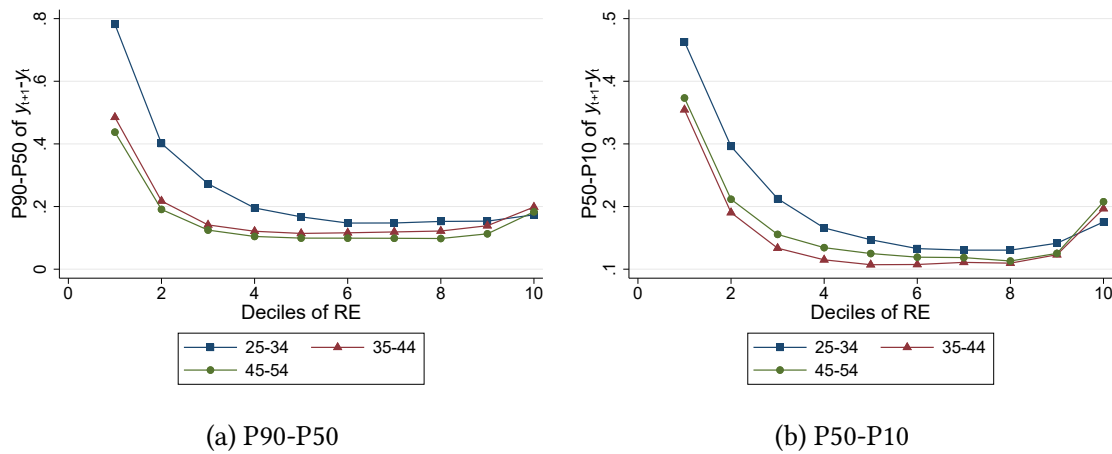 P90-P50 of yt+1-yt
.8
.6
.4
.2
0
0 2 4 6 8 10
Deciles of RE
25-34 35-44
45-54
(a) P90-P50
P50-P10 of yt+1-yt
.5
.4
.3
.2
.1
0 2 4 6 8 10
Deciles of RE
25-34 35-44
45-54
(b) P50-P10